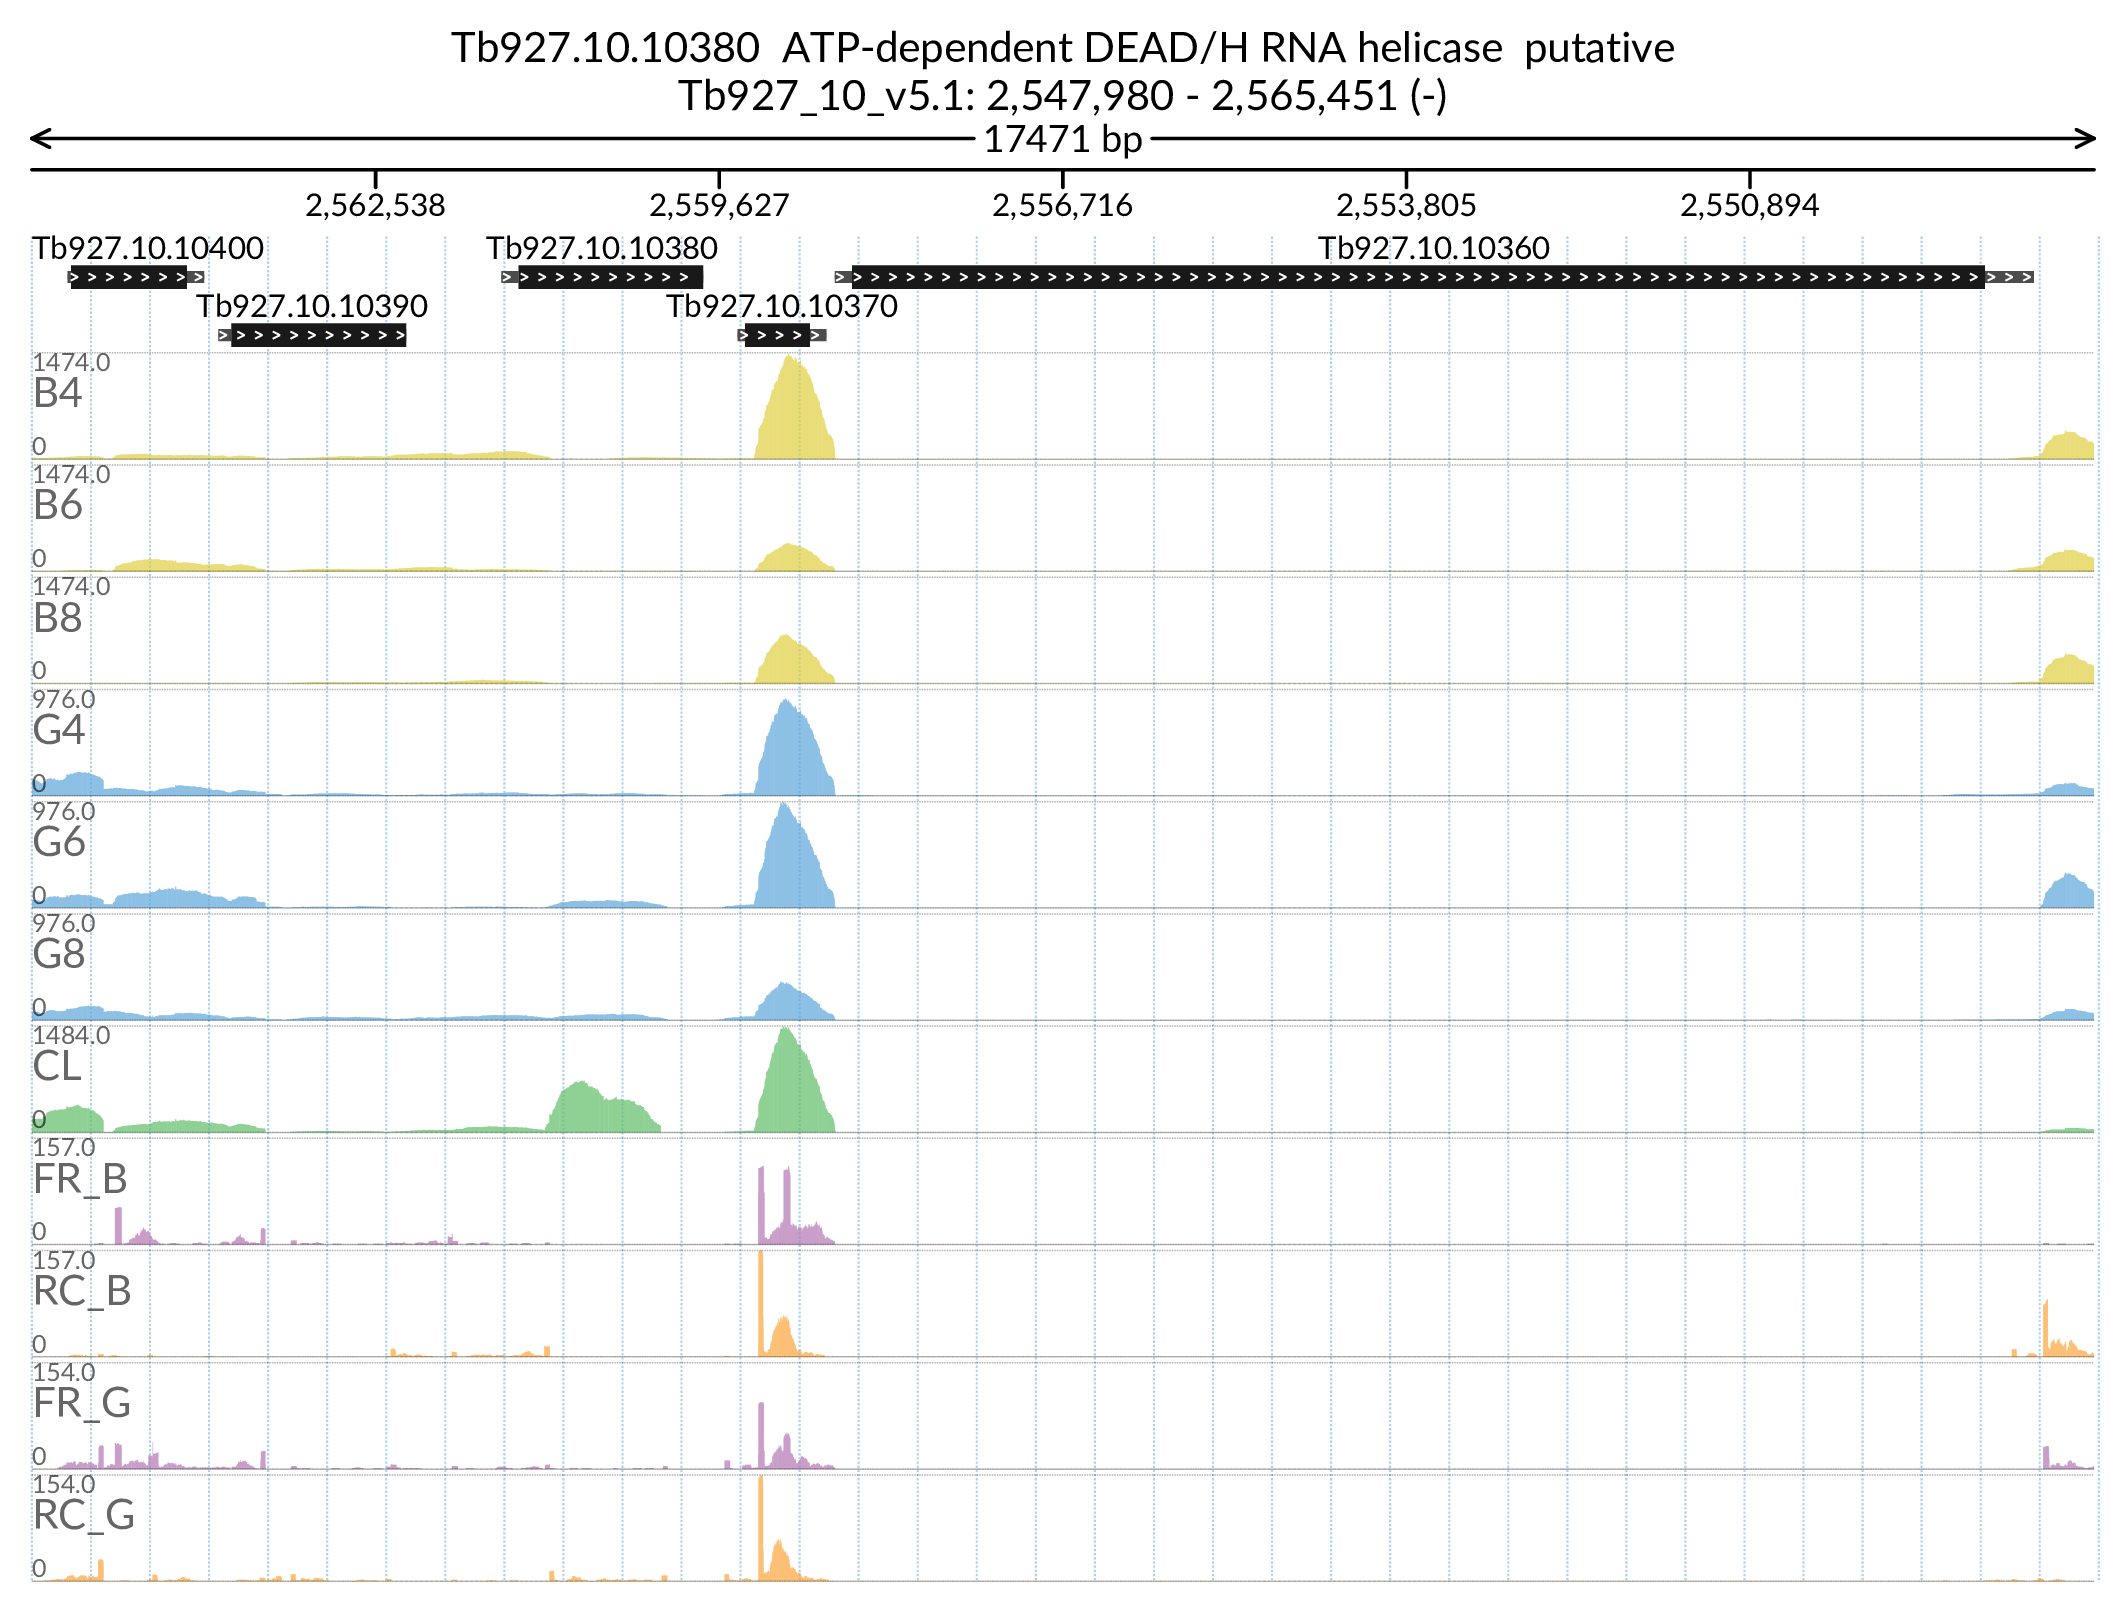 Tb927.10.10380  ATP-dependent DEAD/H RNA helicase  putative
Tb927_10_v5.1: 2,547,980 - 2,565,451 (-)
17471 bp
2,562,538 2,559,627 2,556,716 2,553,805 2,550,894
Tb927.10.10400 Tb927.10.10380 Tb927.10.10360
Tb927.10.10390 Tb927.10.10370
1474.0
B4
0
1474.0
B6
0
1474.0
B8
0
976.0
G4
0
976.0
G6
0
976.0
G8
0
1484.0
CL
0
157.0
FR_B
0
157.0
RC_B
0
154.0
FR_G
0
154.0
RC_G
0